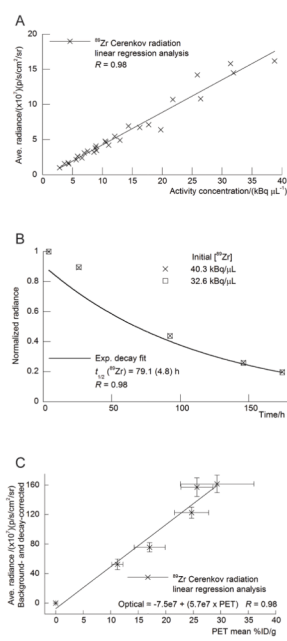 A.
Ave. radiance/(x10⁵)(p/s/cm²/sr)
20
15
10
5
0
⁸⁹Zr Cerenkov radiation
linear regression analysis
R = 0.98
0 5 10 15 20 25 30 35 40
Activity concentration/(kBq μL⁻¹)
B
Normalized radiance
1
0.8
0.6
0.4
0.2
0
Initial [⁸⁹Zr]
40.3 kBq/μL
32.6 kBq/μL
Exp. decay fit
t1/2 (⁸⁹Zr) = 79.1 (4.8) h
R = 0.98
0 50 100 150
Time/h
C
Ave. radiance /(x10⁵)(p/s/cm²/sr)
Background- and decay-corrected
160
120
80
40
0
⁸⁹Zr Cerenkov radiation
linear regression analysis
Optical = -7.5e7 + (5.7e7 x PET) R = 0.98
0 10 20 30 40
PET mean %ID/g